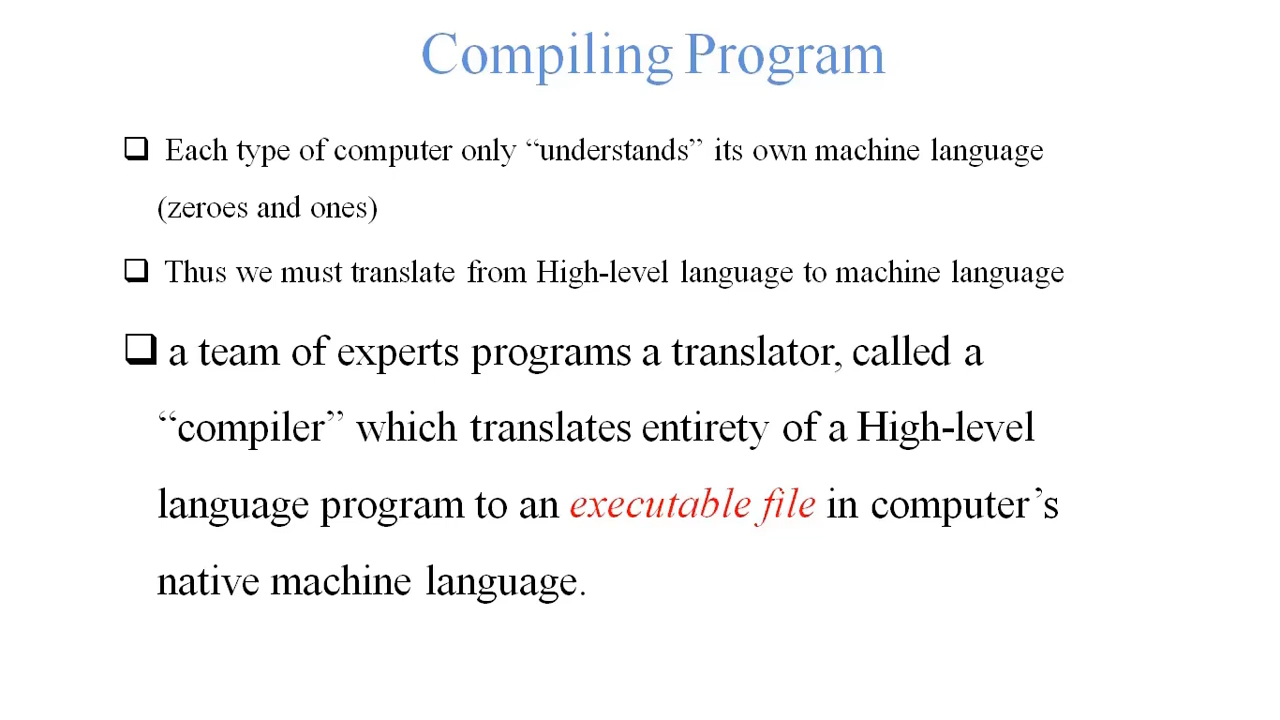 Compiling Program
❑ Each type of computer only “understands” its own machine language
(zeroes and ones)
❑ Thus we must translate from High-level language to machine language
❑ a team of experts programs a translator, called a
“compiler” which translates entirety of a High-level
language program to an executable file in computer’s
native machine language.